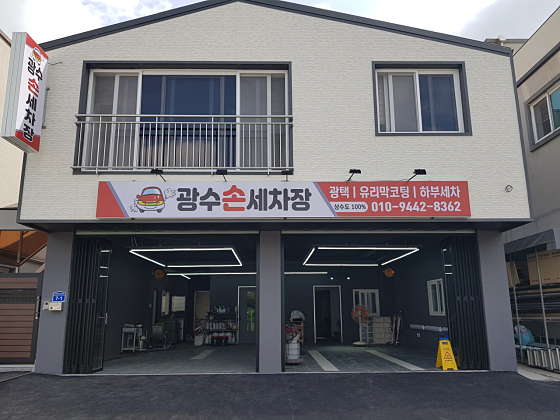 광수손세차장
광수손세차장
광택 | 유리막코팅 | 하부세차
상수도 100% 010-9442-8362